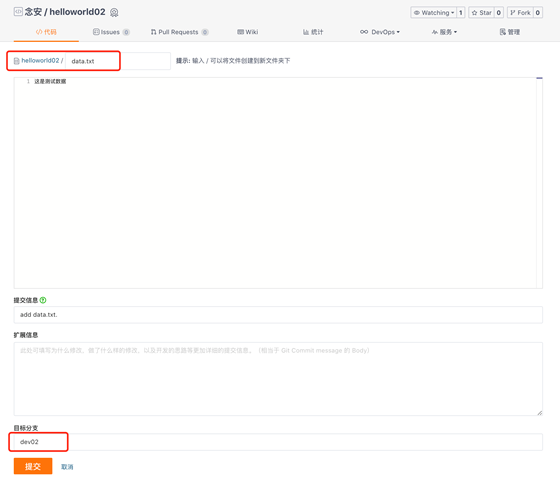 念安 / helloworld02
Watching 1 Star 0 Fork 0
代码 Issues 0 Pull Requests 0 Wiki 统计 DevOps 服务 管理
helloworld02 / data.txt 提示: 输入 / 可以将文件创建到新文件夹下
1 这是测试数据
提交信息
add data.txt.
扩展信息
此处可填写为什么修改，做了什么样的修改，以及开发的思路等更加详细的提交信息。（相当于 Git Commit message 的 Body）
目标分支
dev02
提交 取消